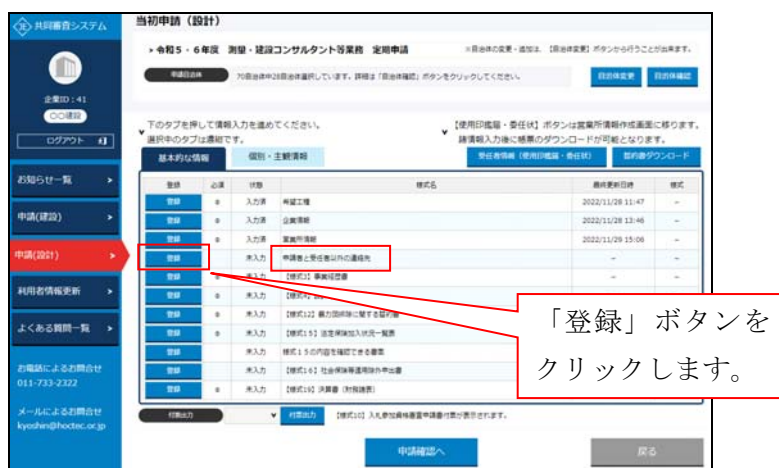 共同審査システム
企業ID：41
〇〇建設
ログアウト
お知らせ一覧
申請(建設)
申請(設計)
利用者情報更新
よくある質問一覧
お電話によるお問合せ
011-733-2322
メールによるお問合せ
kyoshin@hoctec.or.jp
当初申請（設計）
令和5・6年度 測量・建設コンサルタント等業務 定期申請
※自治体の変更・追加は、【自治体変更】ボタンから行うことが出来ます。
申請自治体
70自治体中28自治体選択しています。詳細は「自治体確認」ボタンをクリックしてください。
自治体変更
自治体確認
下のタブを押して情報入力を進めてください。
選択中のタブは濃紺です。
【使用印鑑届・委任状】ボタンは営業所情報作成画面に移ります。
諸情報入力後に帳票のダウンロードが可能となります。
基本的な情報
個別・主観情報
受任者情報（使用印鑑届・委任状）
誓約書ダウンロード
登録 必須 状態 様式名 最終更新日時 様式
登録 入力済 希望工種 2022/11/28 11:47 －
登録 入力済 企業情報 2022/11/28 13:46 －
登録 入力済 営業所情報 2022/11/29 15:06 －
登録 未入力 申請者と受任者以外の連絡先 － －
登録 未入力 【様式3】事業経歴書 － －
登録 未入力 【様式4】
登録 未入力 【様式12】暴力団排除に関する誓約書
登録 未入力 【様式15】法定保険加入状況一覧表
登録 未入力 様式15の内容を確認できる書面
登録 未入力 【様式16】社会保険等適用除外申出書
登録 未入力 【様式19】決算書（財務諸表）
付票出力
付票出力
【様式10】入札参加資格審査申請書付票が表示されます。
申請確認へ
戻る
「登録」ボタンを
クリックします。